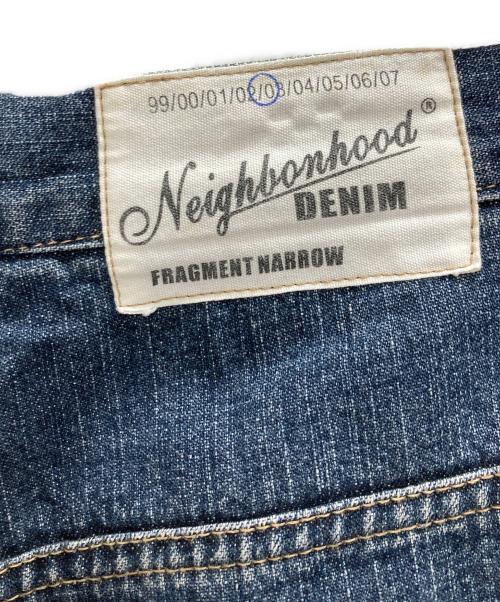 99/00/01/02/03/04/05/06/07
Neighborhood®
DENIM
FRAGMENT NARROW